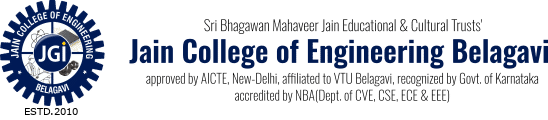 JAIN COLLEGE OF ENGINEERING
JGi
BELAGAVI
ESTD.2010
Sri Bhagawan Mahaveer Jain Educational & Cultural Trusts'
Jain College of Engineering Belagavi
approved by AICTE, New-Delhi, affiliated to VTU Belagavi, recognized by Govt. of Karnataka
accredited by NBA(Dept. of CVE, CSE, ECE & EEE)